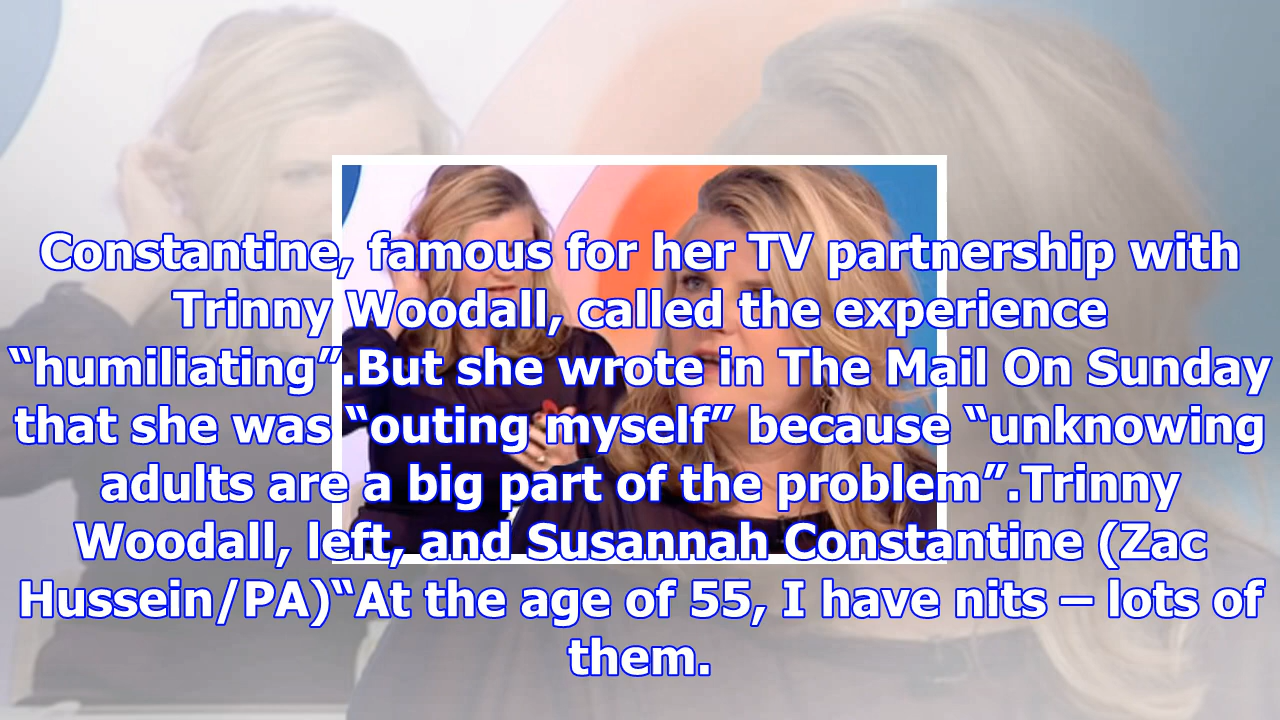 Constantine, famous for her TV partnership with
Trinny Woodall, called the experience
“humiliating”.But she wrote in The Mail On Sunday
that she was “outing myself” because “unknowing
adults are a big part of the problem”.Trinny
Woodall, left, and Susannah Constantine (Zac
Hussein/PA)“At the age of 55, I have nits – lots of
them.